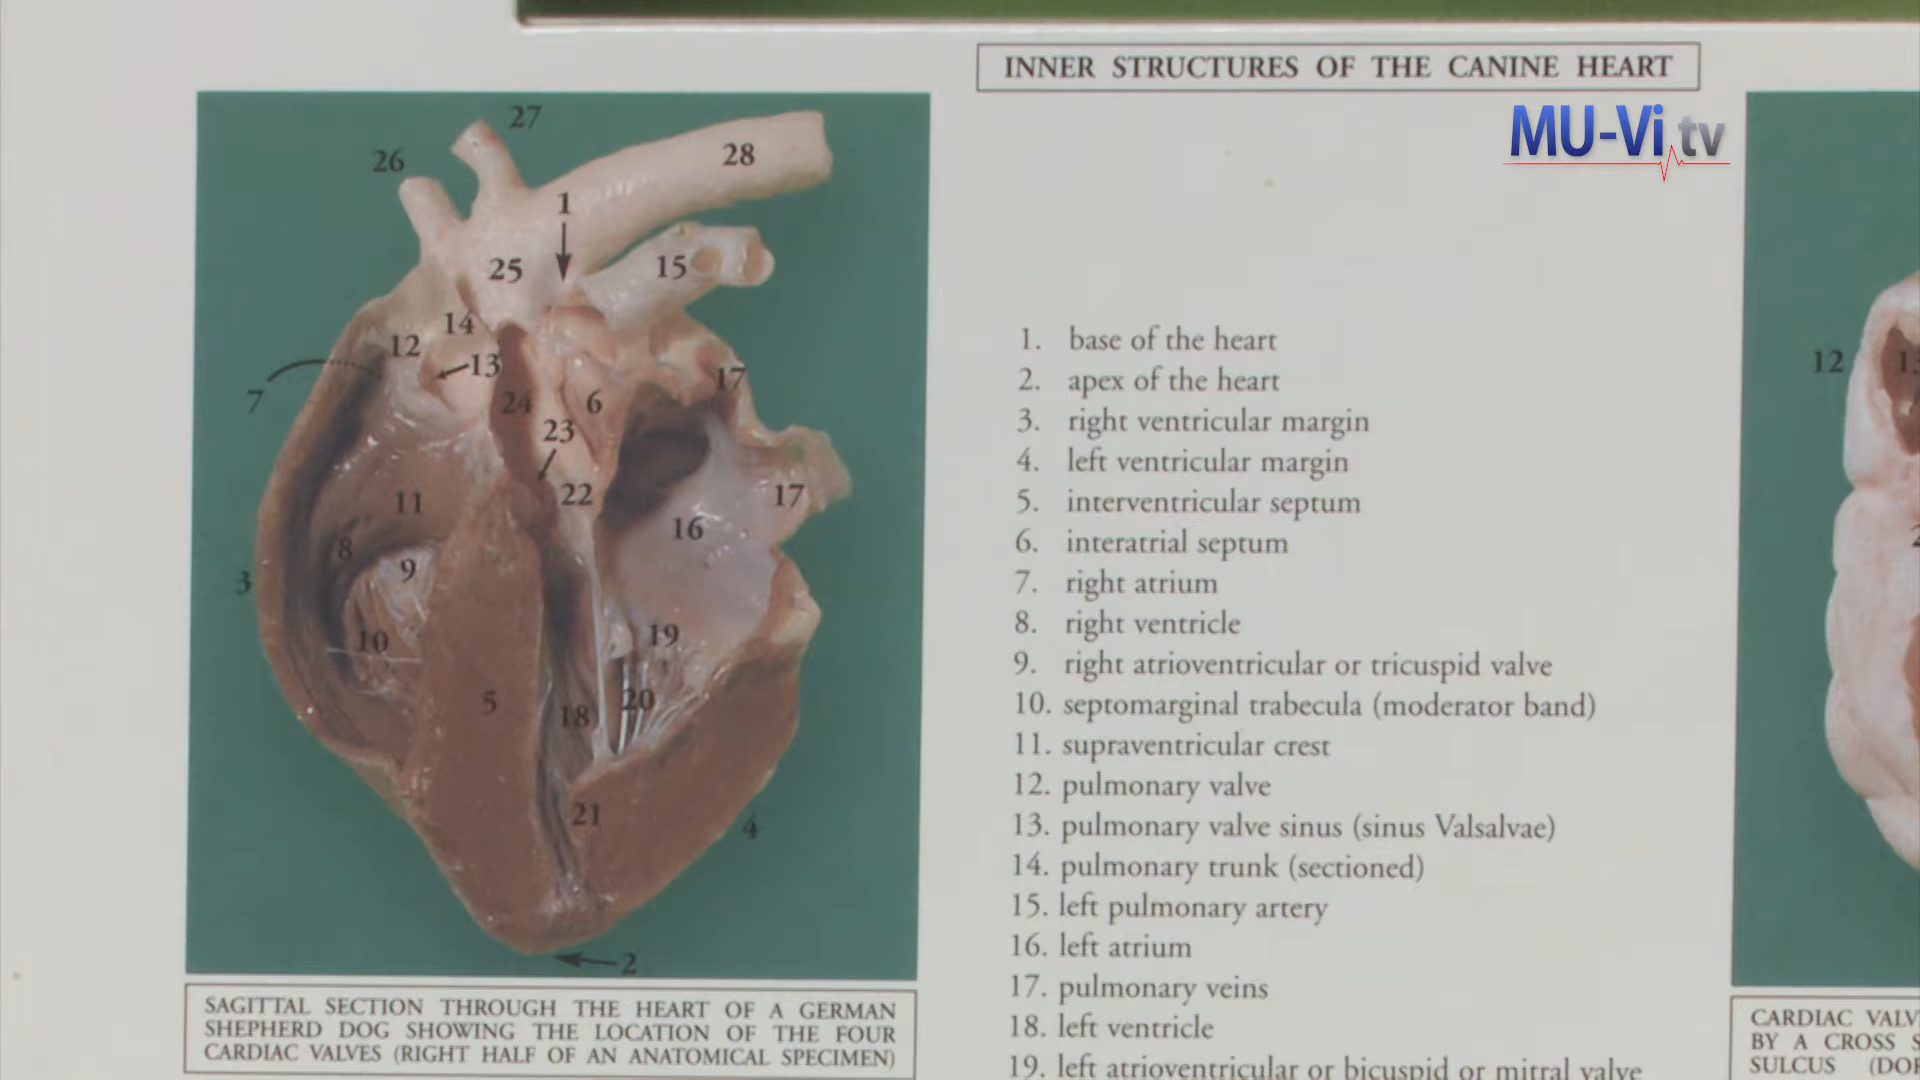 INNER STRUCTURES OF THE CANINE HEART
MU-Vi tv
27
26
28
1
25
15
14
12
13
7
17
24
6
23
22
11
17
16
8
9
3
19
10
5
20
18
21
4
2
1. base of the heart
2. apex of the heart
3. right ventricular margin
4. left ventricular margin
5. interventricular septum
6. interatrial septum
7. right atrium
8. right ventricle
9. right atrioventricular or tricuspid valve
10. septomarginal trabecula (moderator band)
11. supraventricular crest
12. pulmonary valve
13. pulmonary valve sinus (sinus Valsalvae)
14. pulmonary trunk (sectioned)
15. left pulmonary artery
16. left atrium
17. pulmonary veins
18. left ventricle
19. left atrioventricular or bicuspid or mitral valve
SAGITTAL SECTION THROUGH THE HEART OF A GERMAN
SHEPHERD DOG SHOWING THE LOCATION OF THE FOUR
CARDIAC VALVES (RIGHT HALF OF AN ANATOMICAL SPECIMEN)
12
CARDIAC VALV
BY A CROSS S
SULCUS (DOR